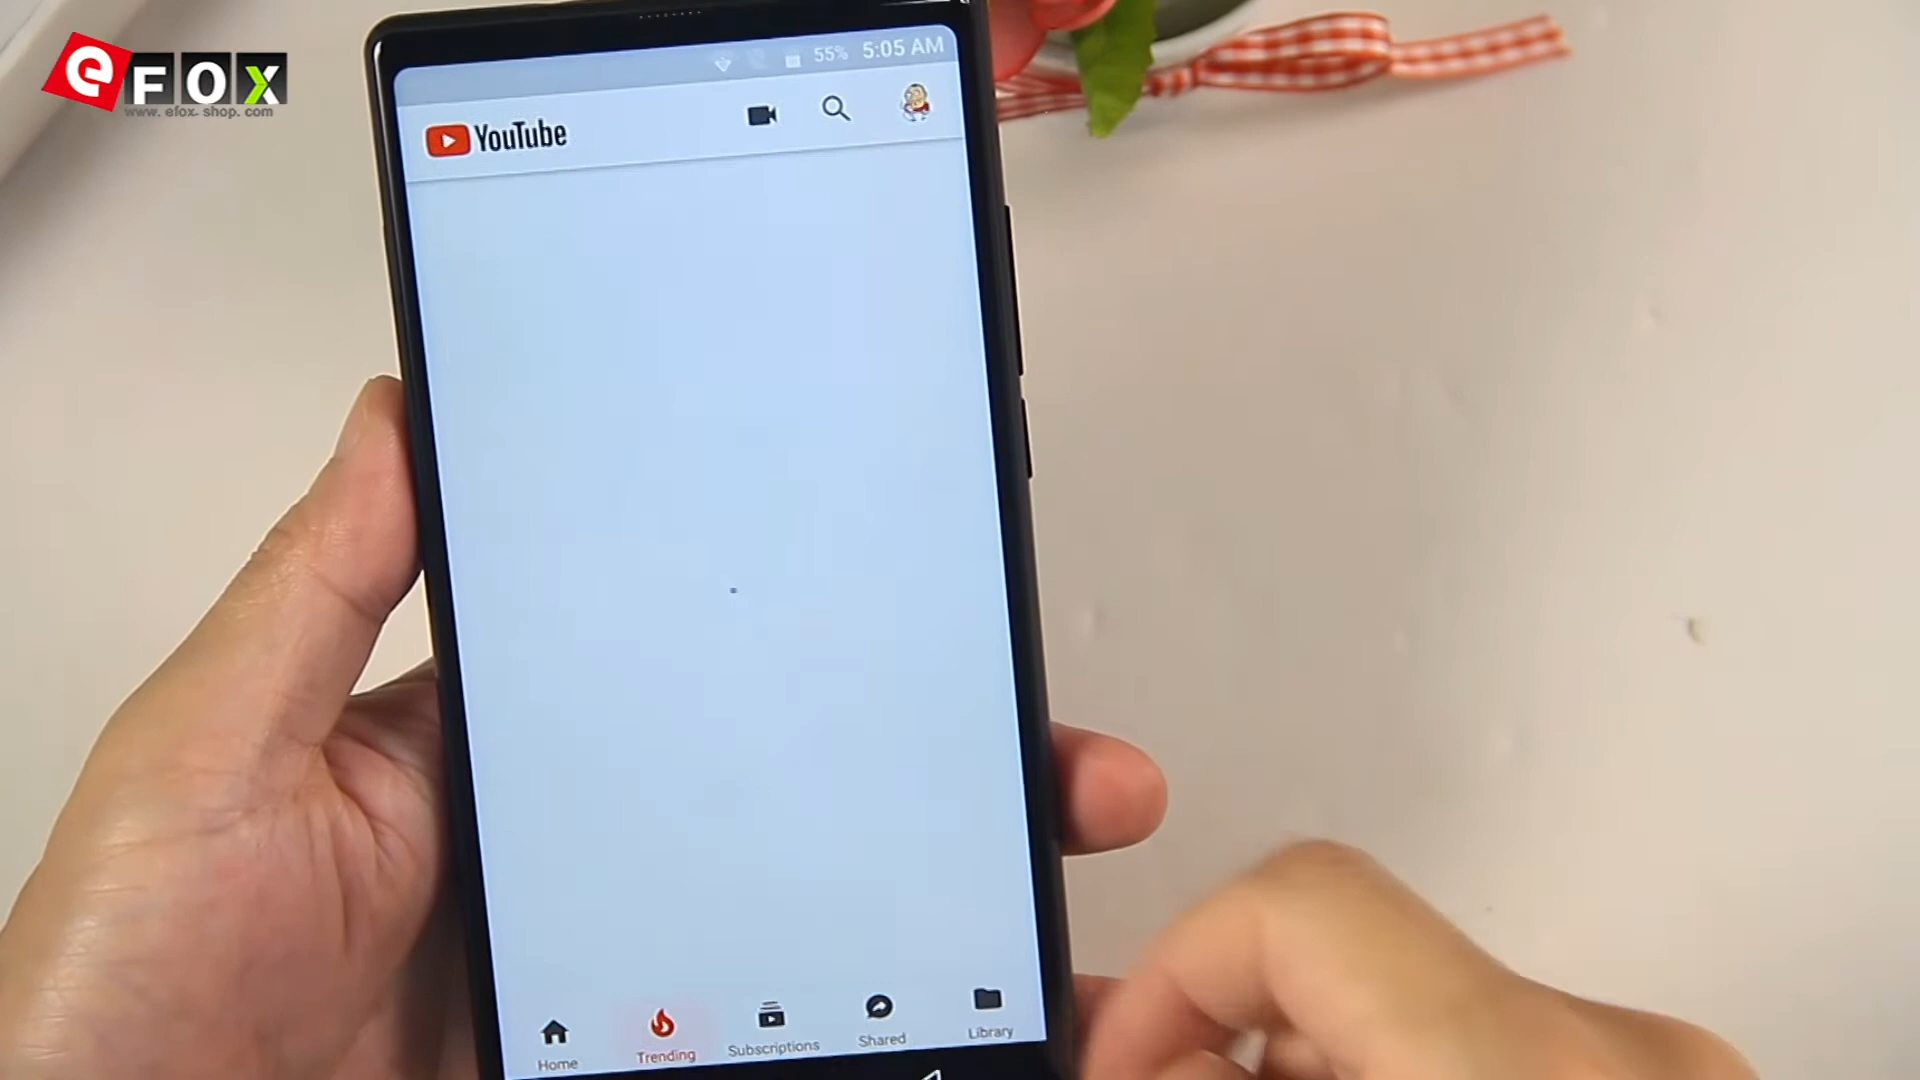 eFOX
www. efox-shop. com
55% 5:05 AM
YouTube
Home
Trending
Subscriptions
Shared
Library